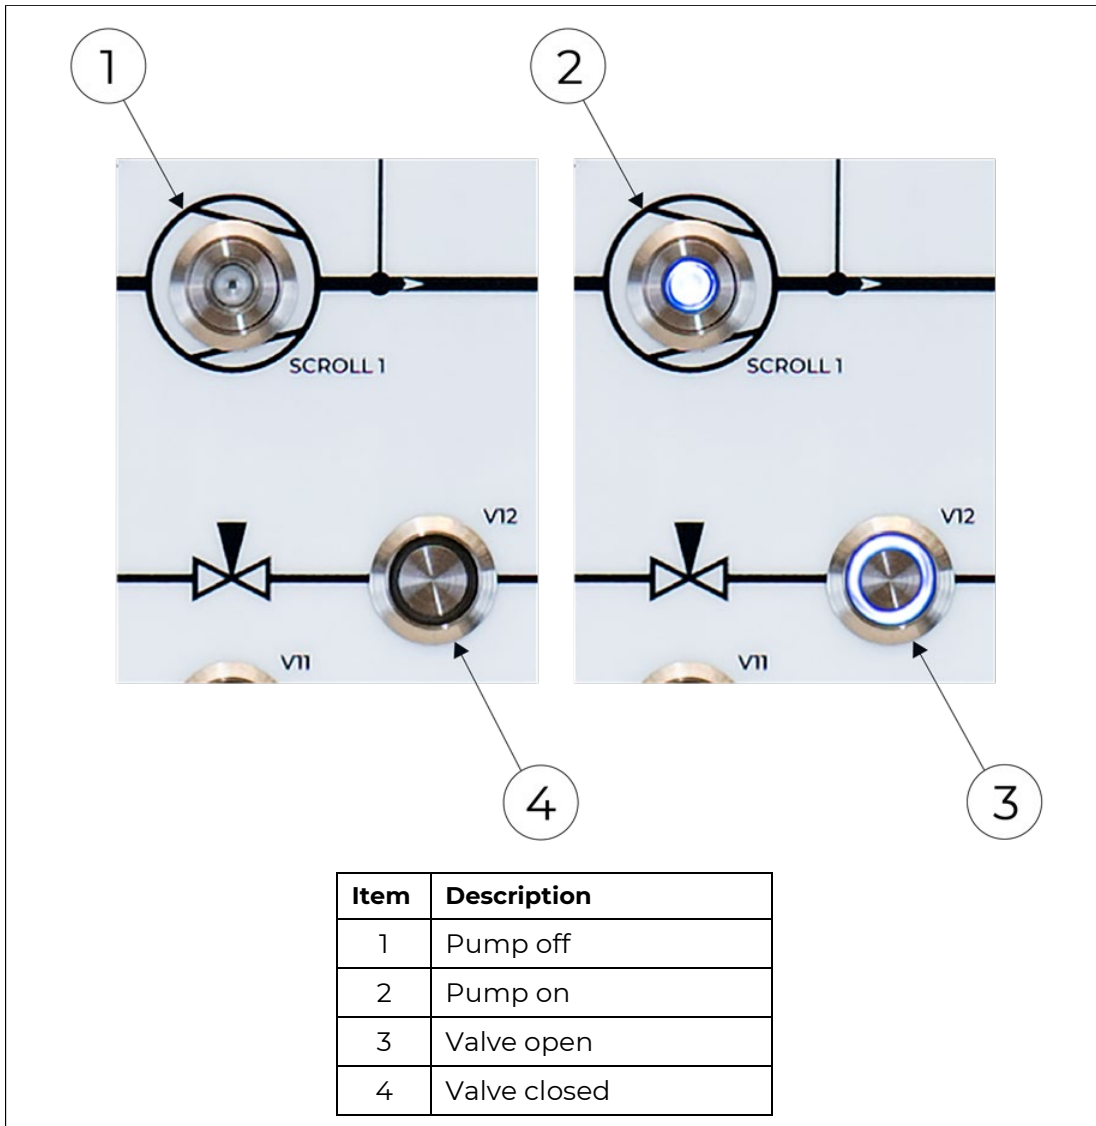 1
2
SCROLL 1
SCROLL 1
V12
V12
V11
V11
4
3
Item Description
1 Pump off
2 Pump on
3 Valve open
4 Valve closed